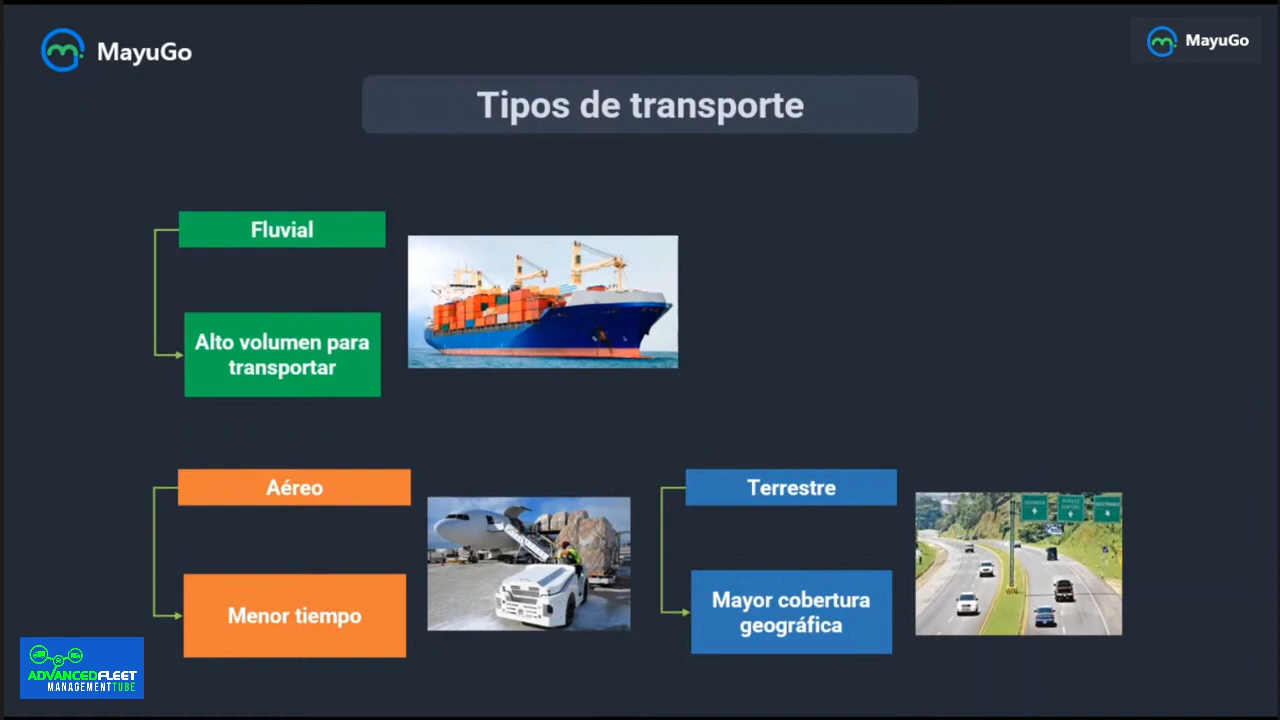 MayuGo
MayuGo
Tipos de transporte
Fluvial
Alto volumen para
transportar
Aéreo
Menor tiempo
Terrestre
Mayor cobertura
geográfica
ADVANCEDFLEET
MANAGEMENTTUBE